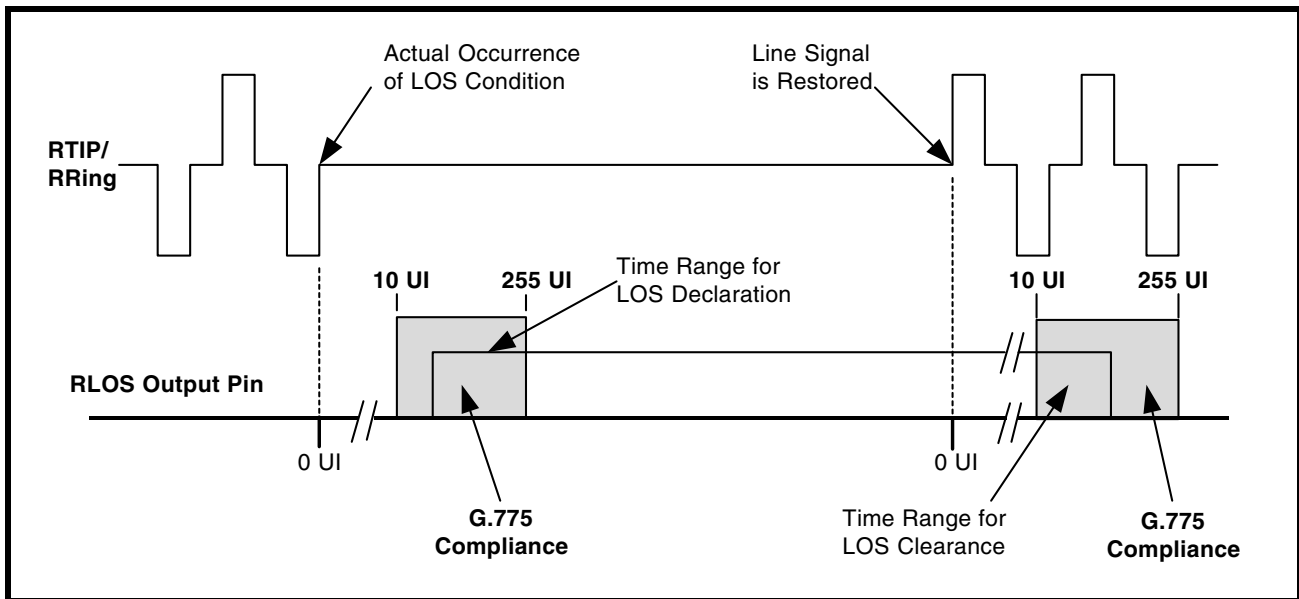 Actual Occurrence
of LOS Condition
Line Signal
is Restored
RTIP/
RRing
10 UI
255 UI
Time Range for
LOS Declaration
10 UI
255 UI
RLOS Output Pin
0 UI
0 UI
G.775
Compliance
Time Range for
LOS Clearance
G.775
Compliance